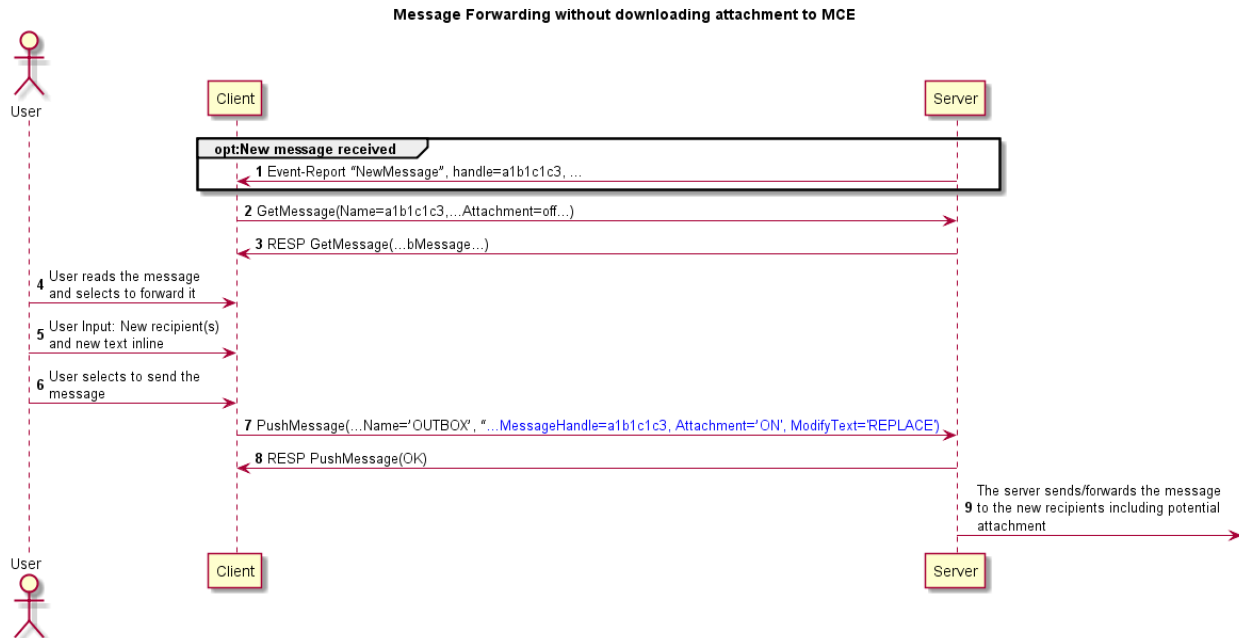 Message Forwarding without downloading attachment to MCE
User
Client
Server
opt:New message received
1 Event-Report “NewMessage”, handle=a1b1c1c3, ...
2 GetMessage(Name=a1b1c1c3,...Attachment=off...)
3 RESP GetMessage(...bMessage...)
4 User reads the message
and selects to forward it
5 User Input: New recipient(s)
and new text inline
6 User selects to send the
message
7 PushMessage(...Name=’OUTBOX’, “...MessageHandle=a1b1c1c3, Attachment=’ON’, ModifyText=’REPLACE’)
8 RESP PushMessage(OK)
The server sends/forwards the message
9 to the new recipients including potential
attachment
User
Client
Server